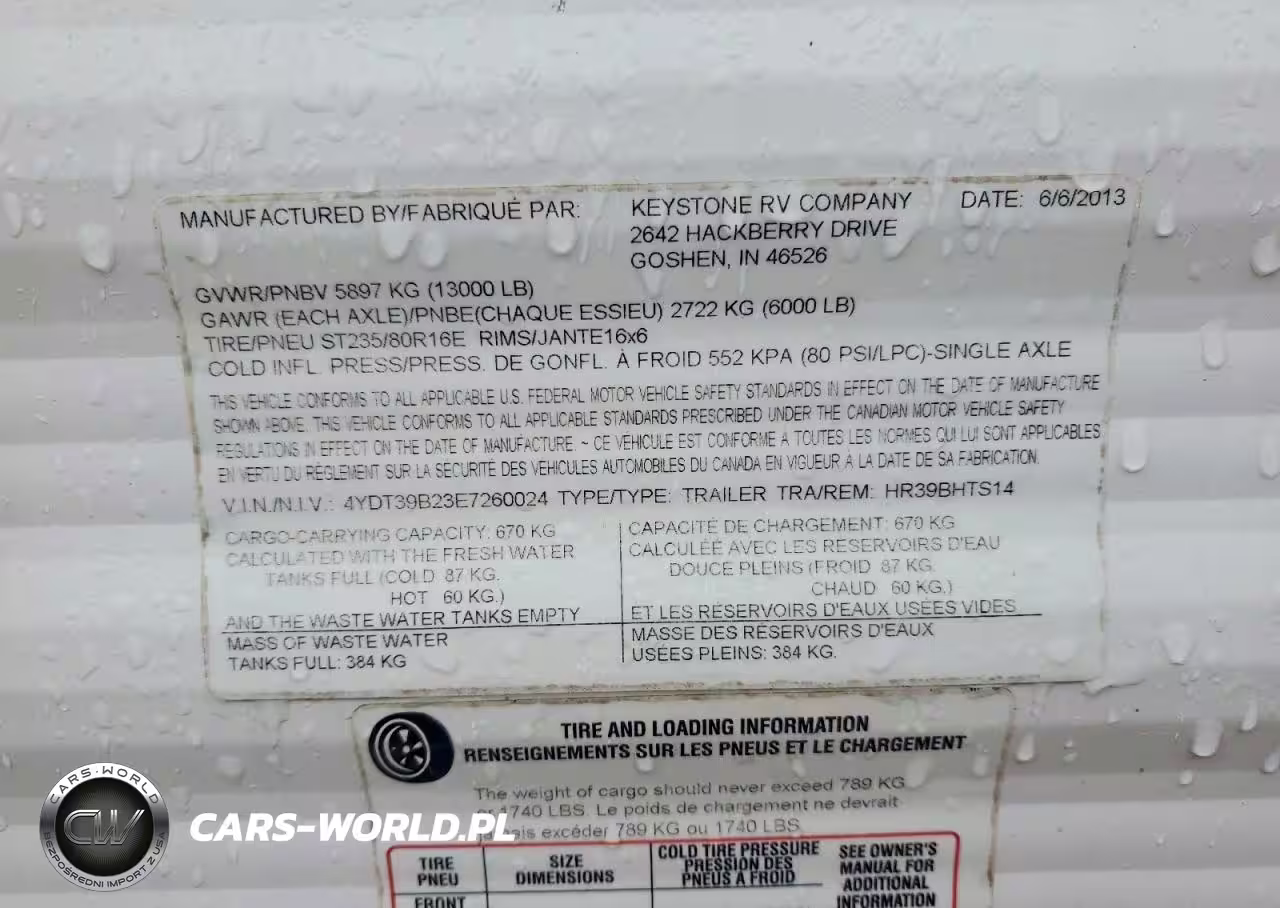 MANUFACTURED BY/FABRIQUÉ PAR: KEYSTONE RV COMPANY DATE: 6/6/2013
2642 HACKBERRY DRIVE
GOSHEN, IN 46526
GVWR/PNBV 5897 KG (13000 LB)
GAWR (EACH AXLE)/PNBE(CHAQUE ESSIEU) 2722 KG (6000 LB)
TIRE/PNEU ST235/80R16E RIMS/JANTE16x6
COLD INFL. PRESS/PRESS. DE GONFL. À FROID 552 KPA (80 PSI/LPC)-SINGLE AXLE
THIS VEHICLE CONFORMS TO ALL APPLICABLE U.S. FEDERAL MOTOR VEHICLE SAFETY STANDARDS IN EFFECT ON THE DATE OF MANUFACTURE
SHOWN ABOVE. THIS VEHICLE CONFORMS TO ALL APPLICABLE STANDARDS PRESCRIBED UNDER THE CANADIAN MOTOR VEHICLE SAFETY
REGULATIONS IN EFFECT ON THE DATE OF MANUFACTURE. ~ CE VÉHICULE EST CONFORME A TOUTES LES NORMES QUI LUI SONT APPLICABLES
EN VERTU DU RÈGLEMENT SUR LA SÉCURITÉ DES VÉHICULES AUTOMOBILES DU CANADA EN VIGUEUR À LA DATE DE SA FABRICATION.
V.I.N./N.I.V.: 4YDT39B23E7260024 TYPE/TYPE: TRAILER TRA/REM: HR39BHTS14
CARGO-CARRYING CAPACITY: 670 KG
CALCULATED WITH THE FRESH WATER
TANKS FULL (COLD 87 KG.
HOT 60 KG.)
AND THE WASTE WATER TANKS EMPTY
MASS OF WASTE WATER
TANKS FULL: 384 KG
CAPACITÉ DE CHARGEMENT: 670 KG
CALCULÉE AVEC LES RÉSERVOIRS D'EAU
DOUCE PLEINS (FROID 87 KG.
CHAUD 60 KG.)
ET LES RÉSERVOIRS D'EAUX USÉES VIDES
MASSE DES RÉSERVOIRS D'EAUX
USÉES PLEINS: 384 KG.
TIRE AND LOADING INFORMATION
RENSEIGNEMENTS SUR LES PNEUS ET LE CHARGEMENT
The weight of cargo should never exceed 789 KG
or 1740 LBS. Le poids de chargement ne devrait
jamais excéder 789 KG ou 1740 LBS.
TIRE
PNEU
SIZE
DIMENSIONS
COLD TIRE PRESSURE
PRESSION DES
PNEUS A FROID
SEE OWNER'S
MANUAL FOR
ADDITIONAL
INFORMATION
FRONT
CARS-WORLD
CW
BEZPOŚREDNI IMPORT Z USA
CARS-WORLD.PL